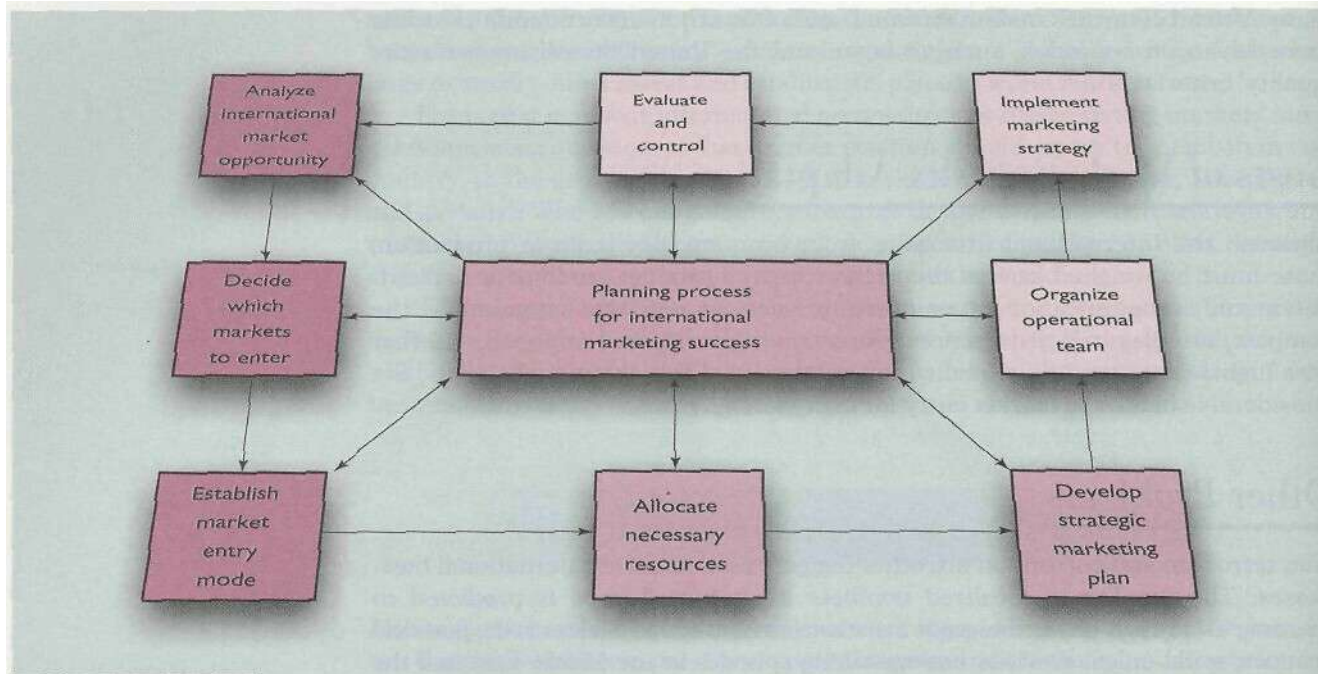 Analyze
international
market
opportunity
Evaluate
and
control
Implement
marketing
strategy
Decide
which
markets
to enter
Planning process
for international
marketing success
Organize
operational
team
Establish
market
entry
mode
Allocate
necessary
resources
Develop
strategic
marketing
plan